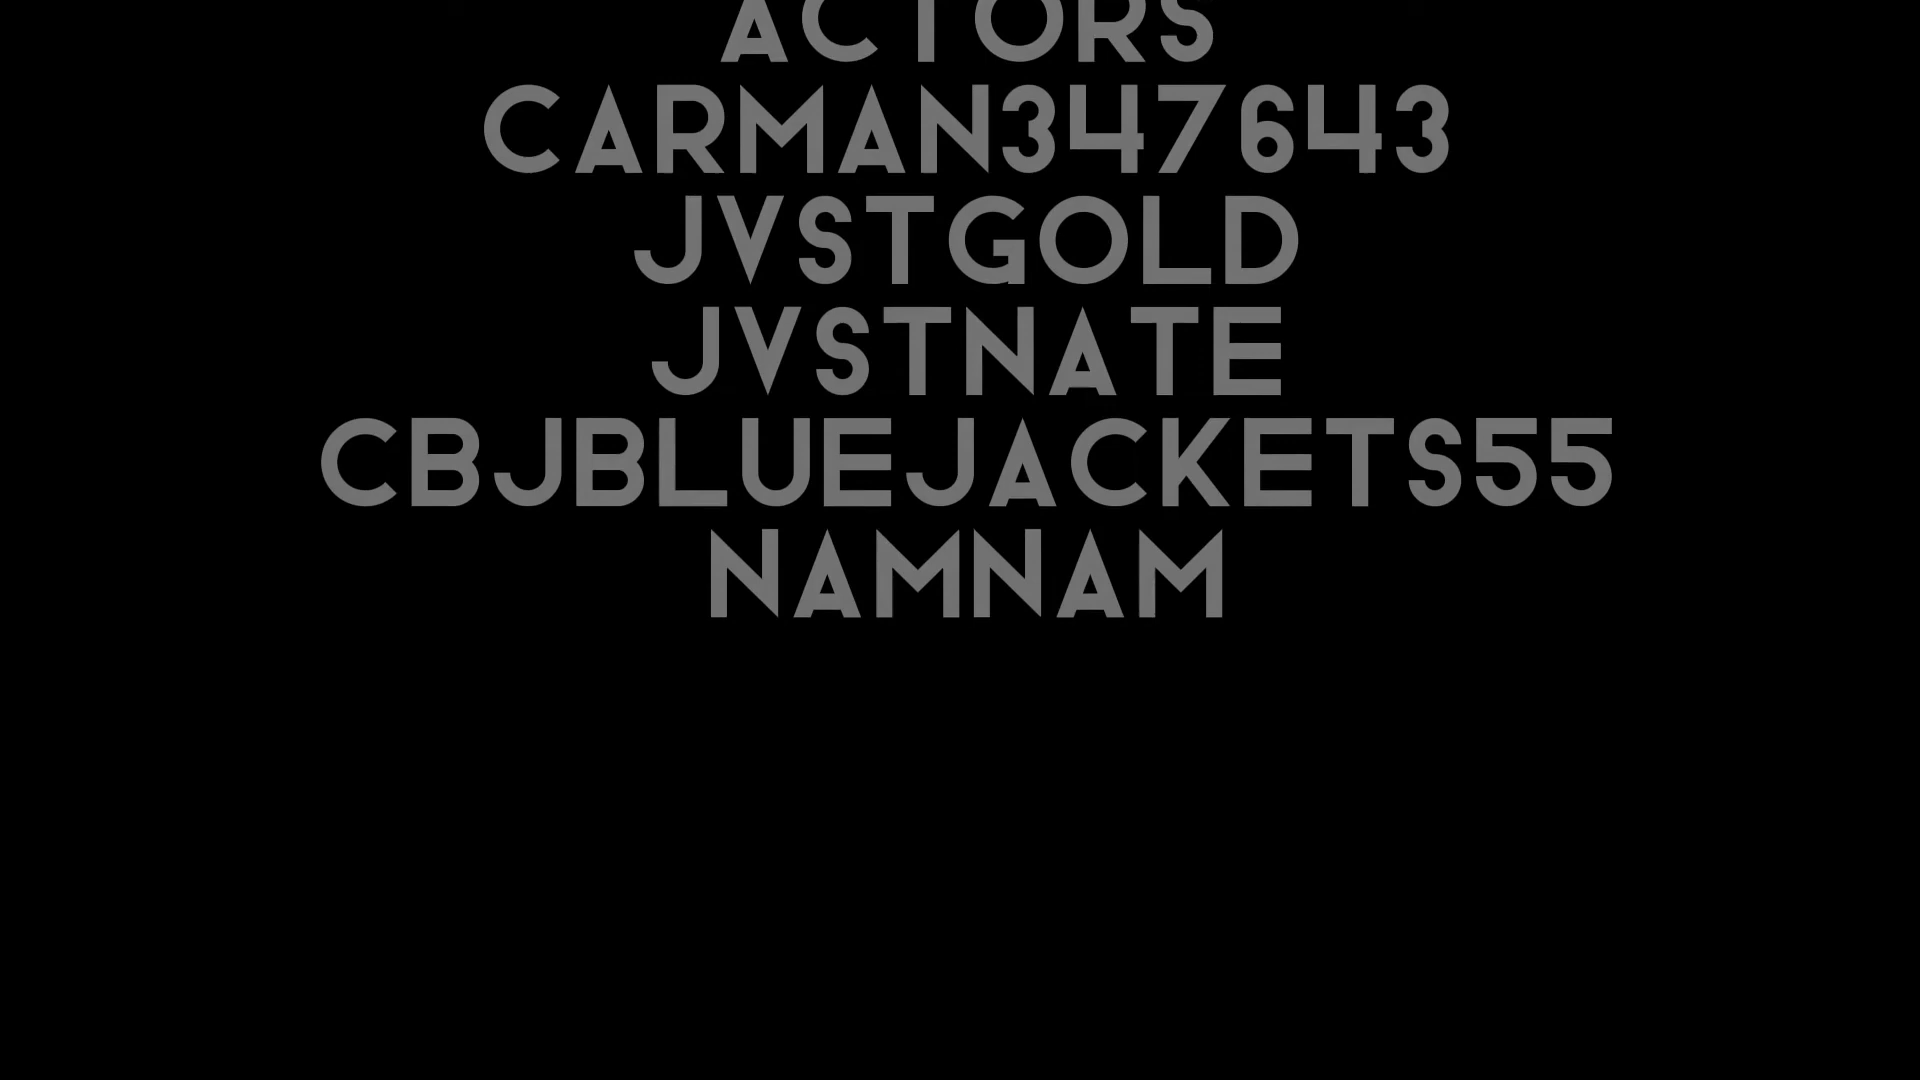 ACTORS
CARMAN347643
JVSTGOLD
JVSTNATE
CBJBLUEJACKETS55
NAMNAM